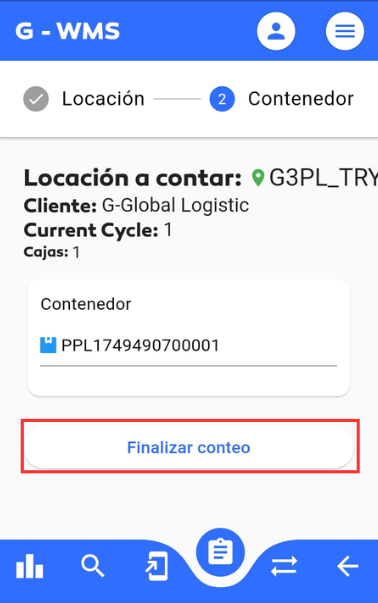 G - WMS
Locación
2
Contenedor
Locación a contar: G3PL_TRY
Cliente: G-Global Logistic
Current Cycle: 1
Cajas: 1
Contenedor
PPL1749490700001
Finalizar conteo